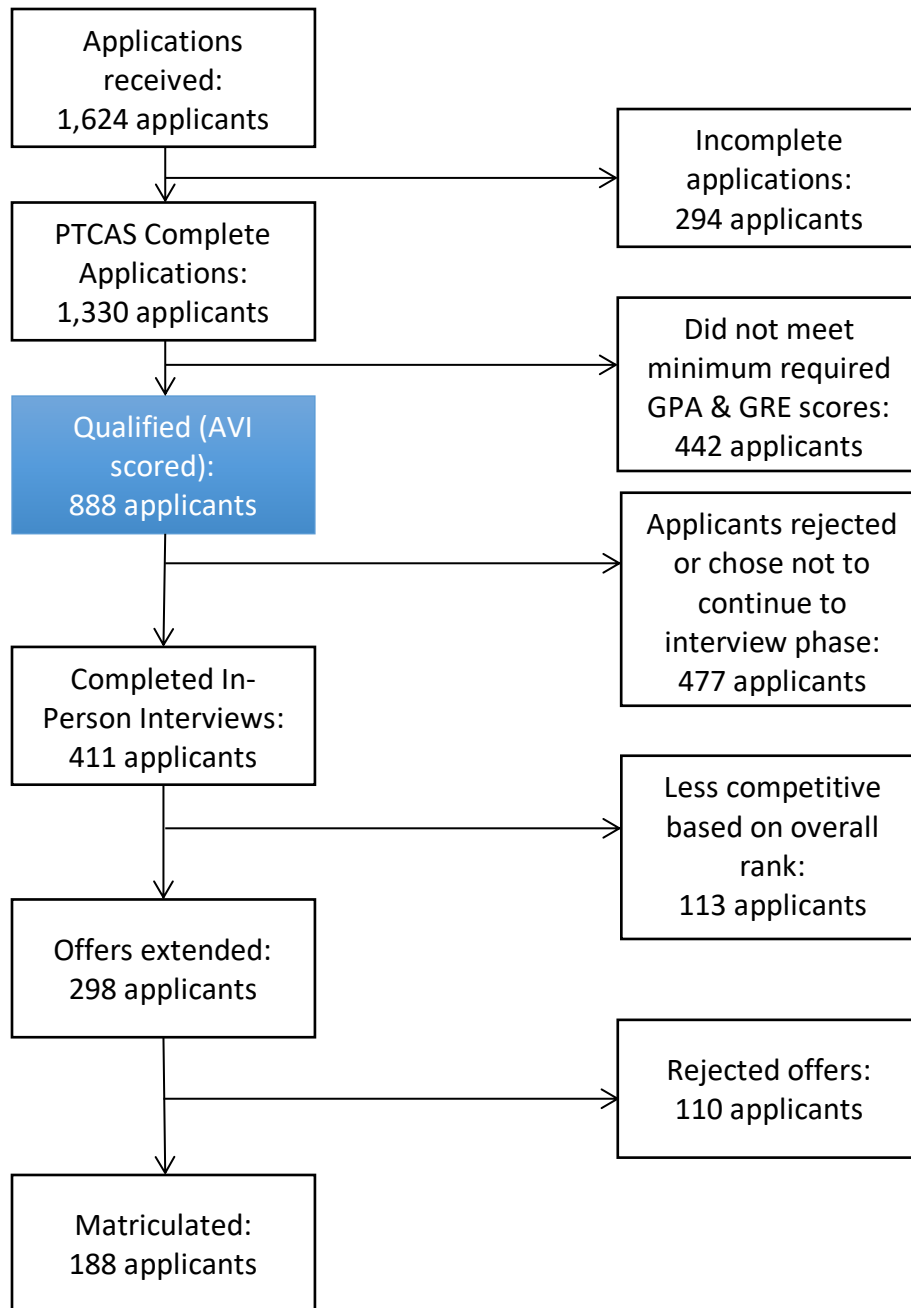 Applications
received:
1,624 applicants
Incomplete
applications:
294 applicants
PTCAS Complete
Applications:
1,330 applicants
Did not meet
minimum required
GPA & GRE scores:
442 applicants
Qualified (AVI
scored):
888 applicants
Applicants rejected
or chose not to
continue to
interview phase:
477 applicants
Completed In-
Person Interviews:
411 applicants
Less competitive
based on overall
rank:
113 applicants
Offers extended:
298 applicants
Rejected offers:
110 applicants
Matriculated:
188 applicants